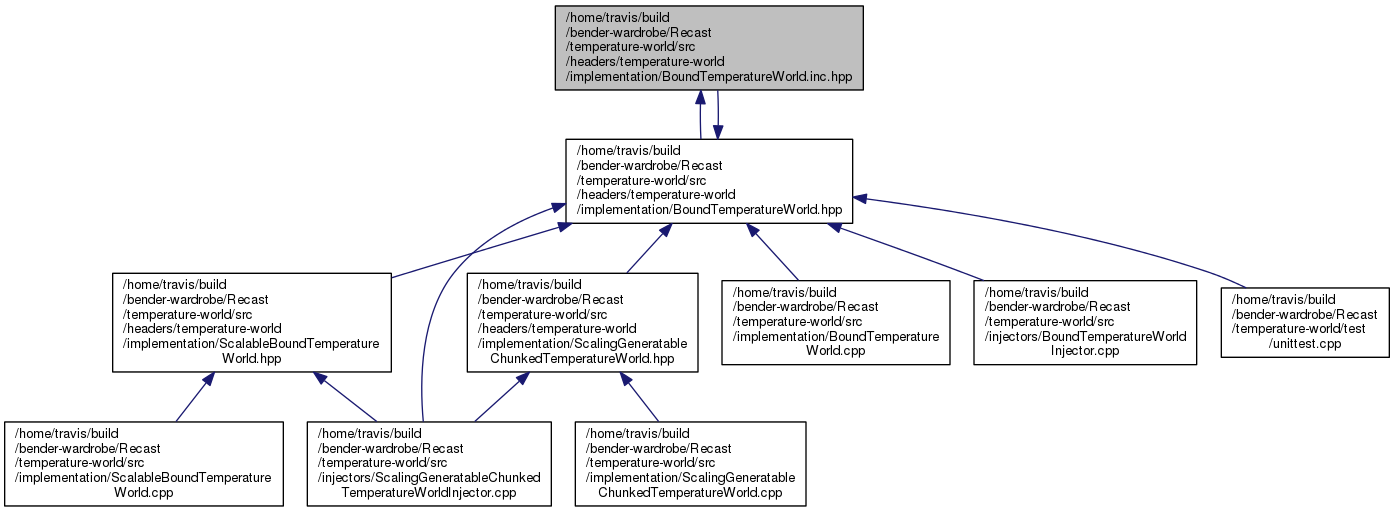 /home/travis/build
/bender-wardrobe/Recast
/temperature-world/src
/headers/temperature-world
/implementation/BoundTemperatureWorld.inc.hpp
/home/travis/build
/bender-wardrobe/Recast
/temperature-world/src
/headers/temperature-world
/implementation/BoundTemperatureWorld.hpp
/home/travis/build
/bender-wardrobe/Recast
/temperature-world/src
/headers/temperature-world
/implementation/ScalableBoundTemperature
World.hpp
/home/travis/build
/bender-wardrobe/Recast
/temperature-world/src
/headers/temperature-world
/implementation/ScalingGeneratable
ChunkedTemperatureWorld.hpp
/home/travis/build
/bender-wardrobe/Recast
/temperature-world/src
/implementation/BoundTemperature
World.cpp
/home/travis/build
/bender-wardrobe/Recast
/temperature-world/src
/injectors/BoundTemperatureWorld
Injector.cpp
/home/travis/build
/bender-wardrobe/Recast
/temperature-world/test
/unittest.cpp
/home/travis/build
/bender-wardrobe/Recast
/temperature-world/src
/implementation/ScalableBoundTemperature
World.cpp
/home/travis/build
/bender-wardrobe/Recast
/temperature-world/src
/injectors/ScalingGeneratableChunked
TemperatureWorldInjector.cpp
/home/travis/build
/bender-wardrobe/Recast
/temperature-world/src
/implementation/ScalingGeneratable
ChunkedTemperatureWorld.cpp